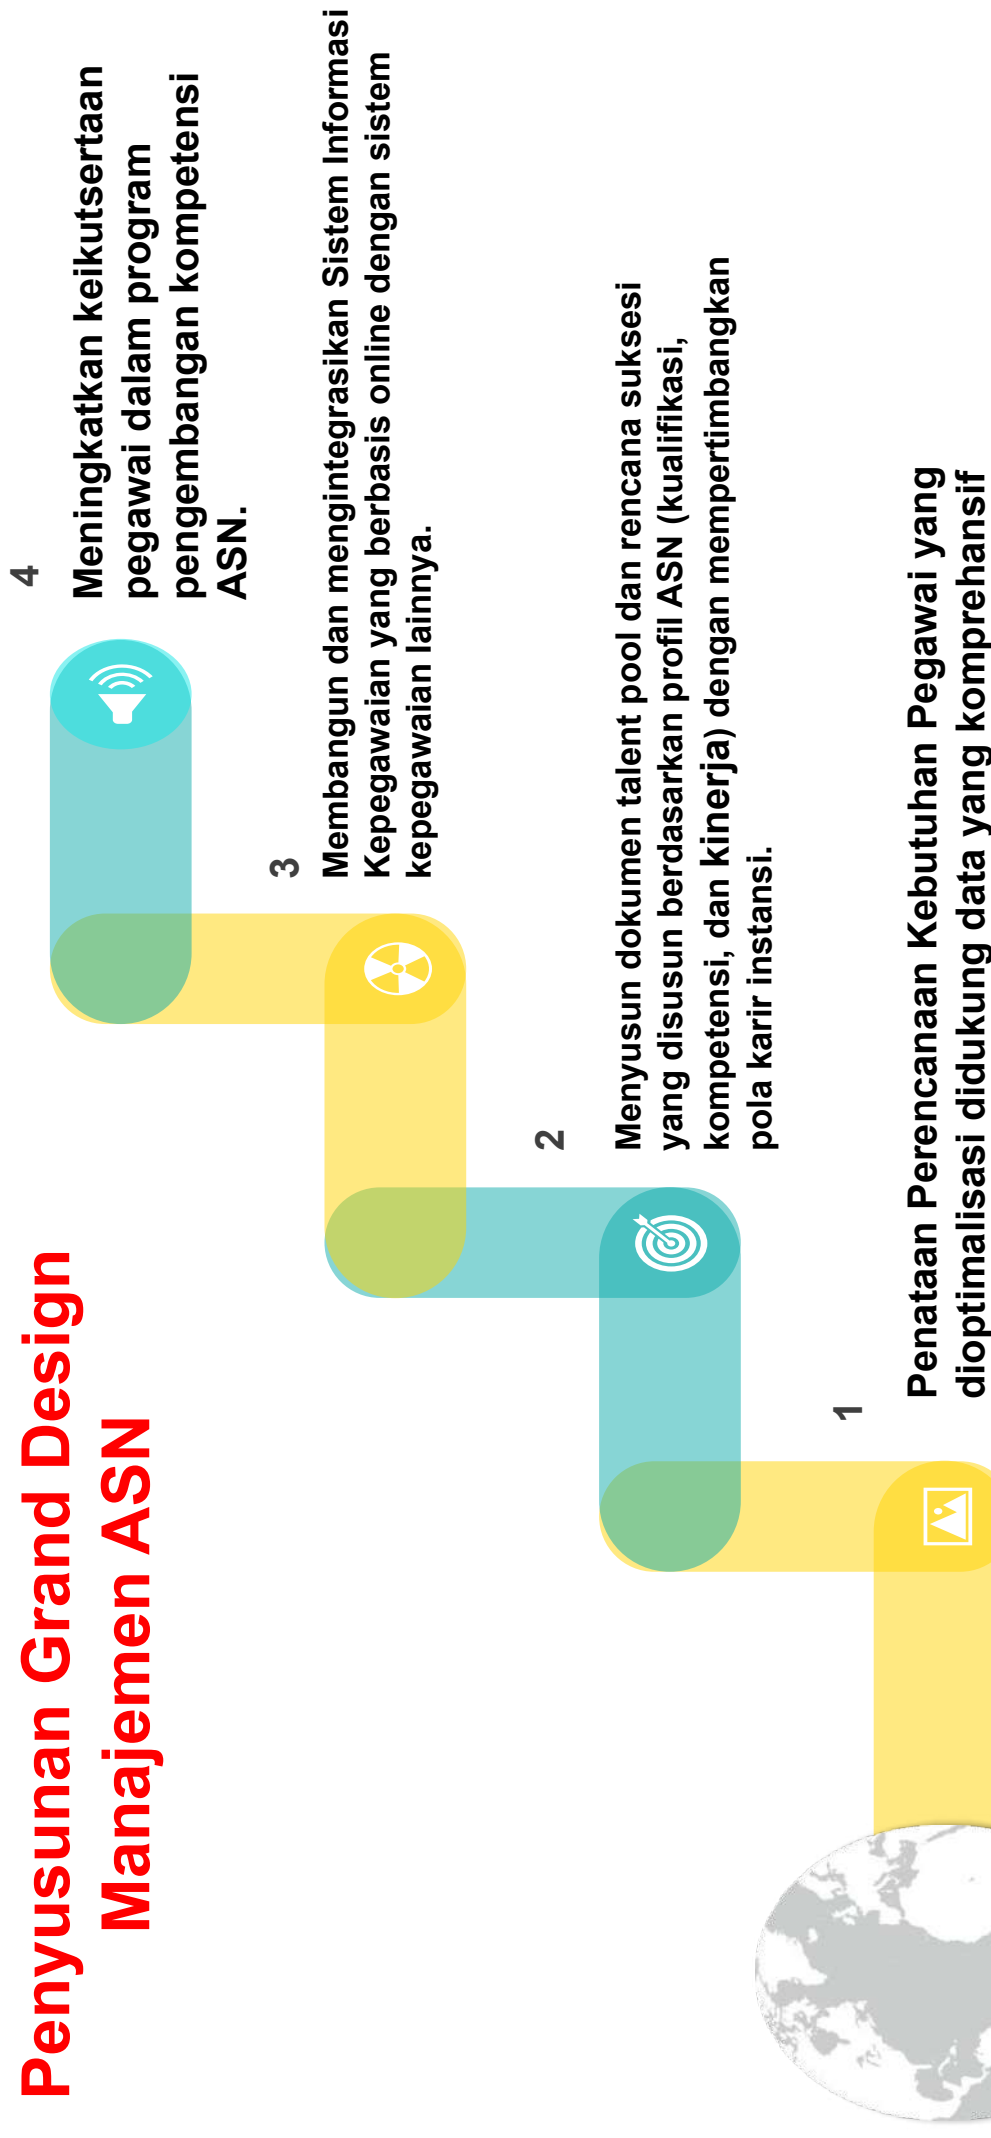 Penyusunan Grand Design
Manajemen ASN
4
Meningkatkan keikutsertaan
pegawai dalam program
pengembangan kompetensi
ASN.
3
Membangun dan mengintegrasikan Sistem Informasi
Kepegawaian yang berbasis online dengan sistem
kepegawaian lainnya.
2
Menyusun dokumen talent pool dan rencana suksesi
yang disusun berdasarkan profil ASN (kualifikasi,
kompetensi, dan kinerja) dengan mempertimbangkan
pola karir instansi.
1
Penataan Perencanaan Kebutuhan Pegawai yang
dioptimalisasi didukung data yang komprehansif